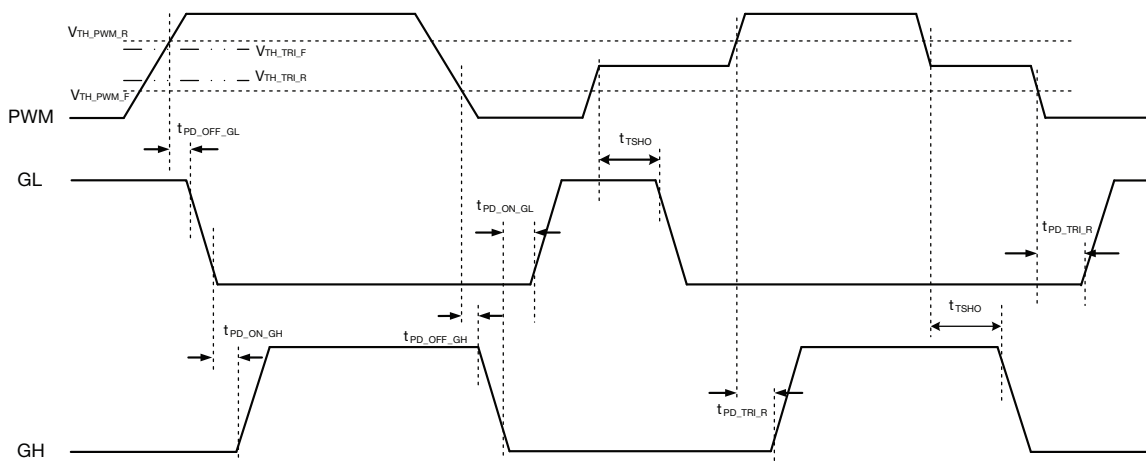 VTH_PWM_R
VTH_TRI_F
VTH_TRI_R
VTH_PWM_F
PWM
tPD_OFF_GL
tTSHO
GL
tPD_ON_GL
tPD_TRI_R
tTSHO
tPD_ON_GH
tPD_OFF_GH
tPD_TRI_R
GH